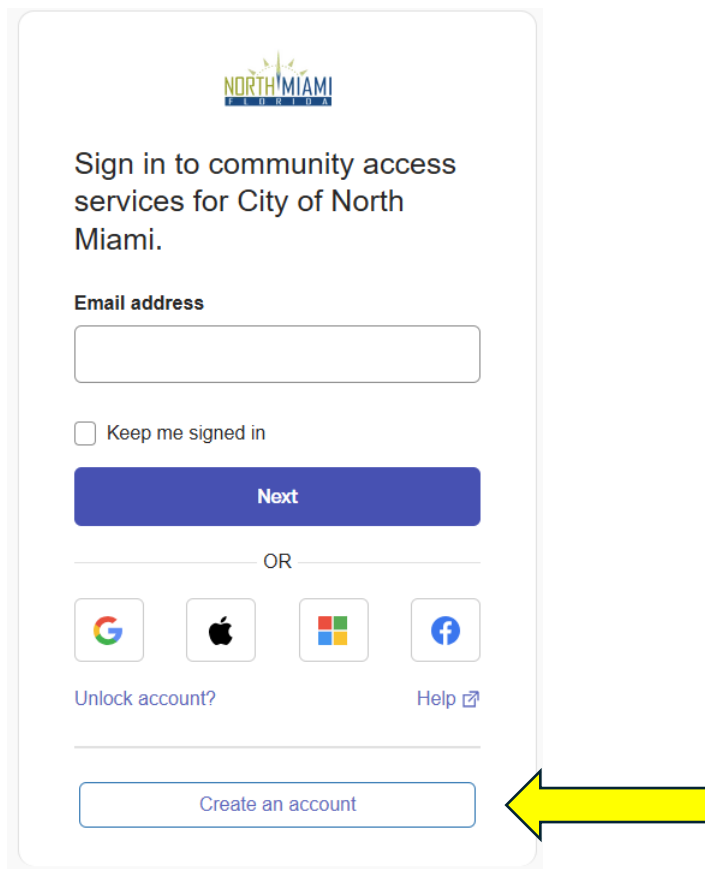 NORTH MIAMI
FLORIDA
Sign in to community access
services for City of North
Miami.
Email address
Keep me signed in
Next
OR
Unlock account?
Help
Create an account